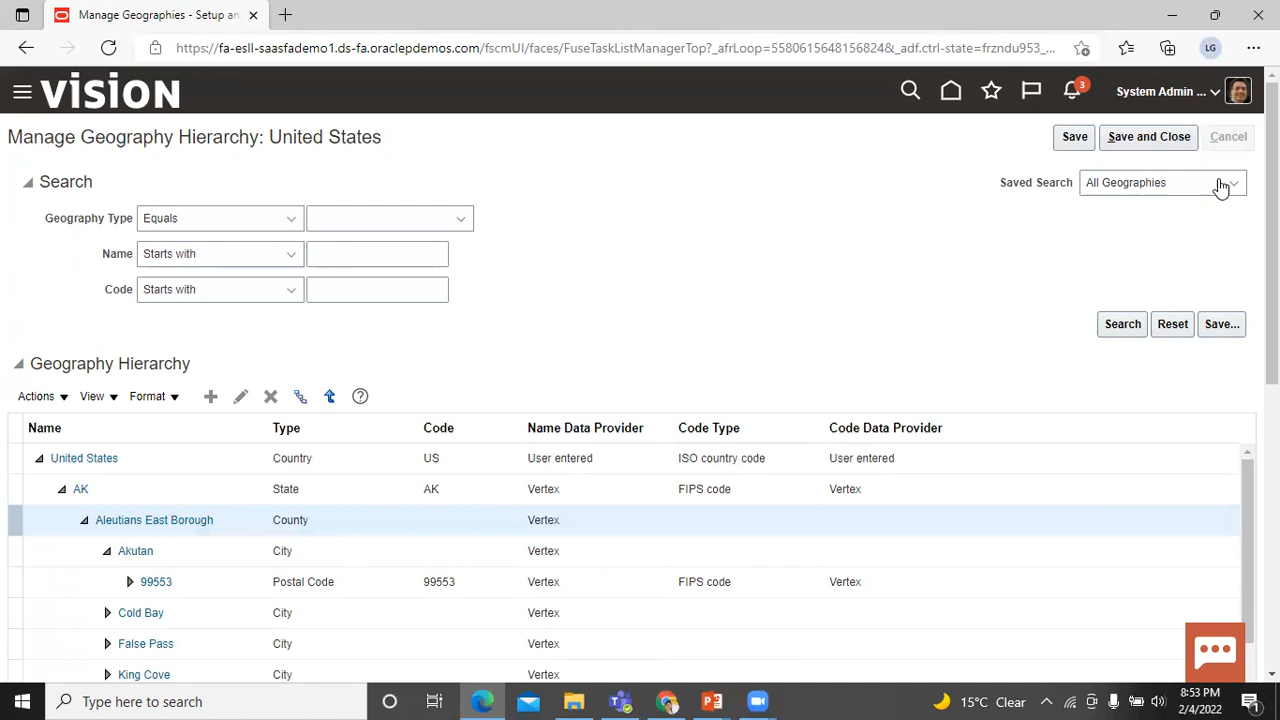 Manage Geographies - Setup an
https://fa-esll-saasfademo1.ds-fa.oraclepdemos.com/fscmUI/faces/FuseTaskListManagerTop?_afrLoop=5580615648156824&_adf.ctrl-state=frzndu953_...
LG
vision
3
System Admin ...
Manage Geography Hierarchy: United States
Save
Save and Close
Cancel
Search
Saved Search All Geographies
Geography Type Equals
Name Starts with
Code Starts with
Search Reset Save...
Geography Hierarchy
Actions View Format
Name Type Code Name Data Provider Code Type Code Data Provider
United States Country US User entered ISO country code User entered
AK State AK Vertex FIPS code Vertex
Aleutians East Borough County Vertex
Akutan City Vertex
99553 Postal Code 99553 Vertex FIPS code Vertex
Cold Bay City Vertex
False Pass City Vertex
King Cove City Vertex
Type here to search
15°C Clear
8:53 PM
2/4/2022
1